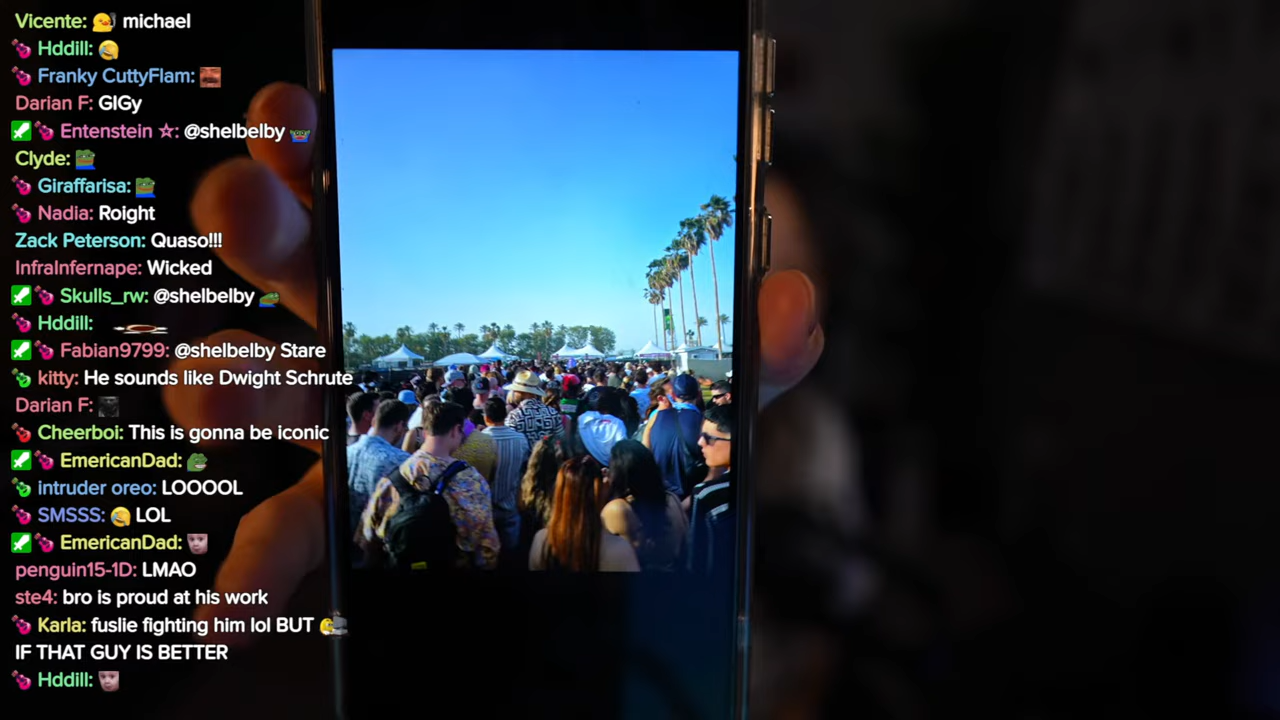 Vicente: michael
Hddill:
Franky CuttyFlam:
Darian F: GIGy
Entenstein ☆: @shelbelby
Clyde:
Giraffarisa:
Nadia: Roight
Zack Peterson: Quaso!!!
InfraInfernape: Wicked
Skulls_rw: @shelbelby
Hddill:
Fabian9799: @shelbelby Stare
kitty: He sounds like Dwight Schrute
Darian F:
Cheerboi: This is gonna be iconic
EmericanDad:
intruder oreo: LOOOOL
SMSSS: LOL
EmericanDad:
penguin15-1D: LMAO
ste4: bro is proud at his work
Karla: fuslie fighting him lol BUT
IF THAT GUY IS BETTER
Hddill: